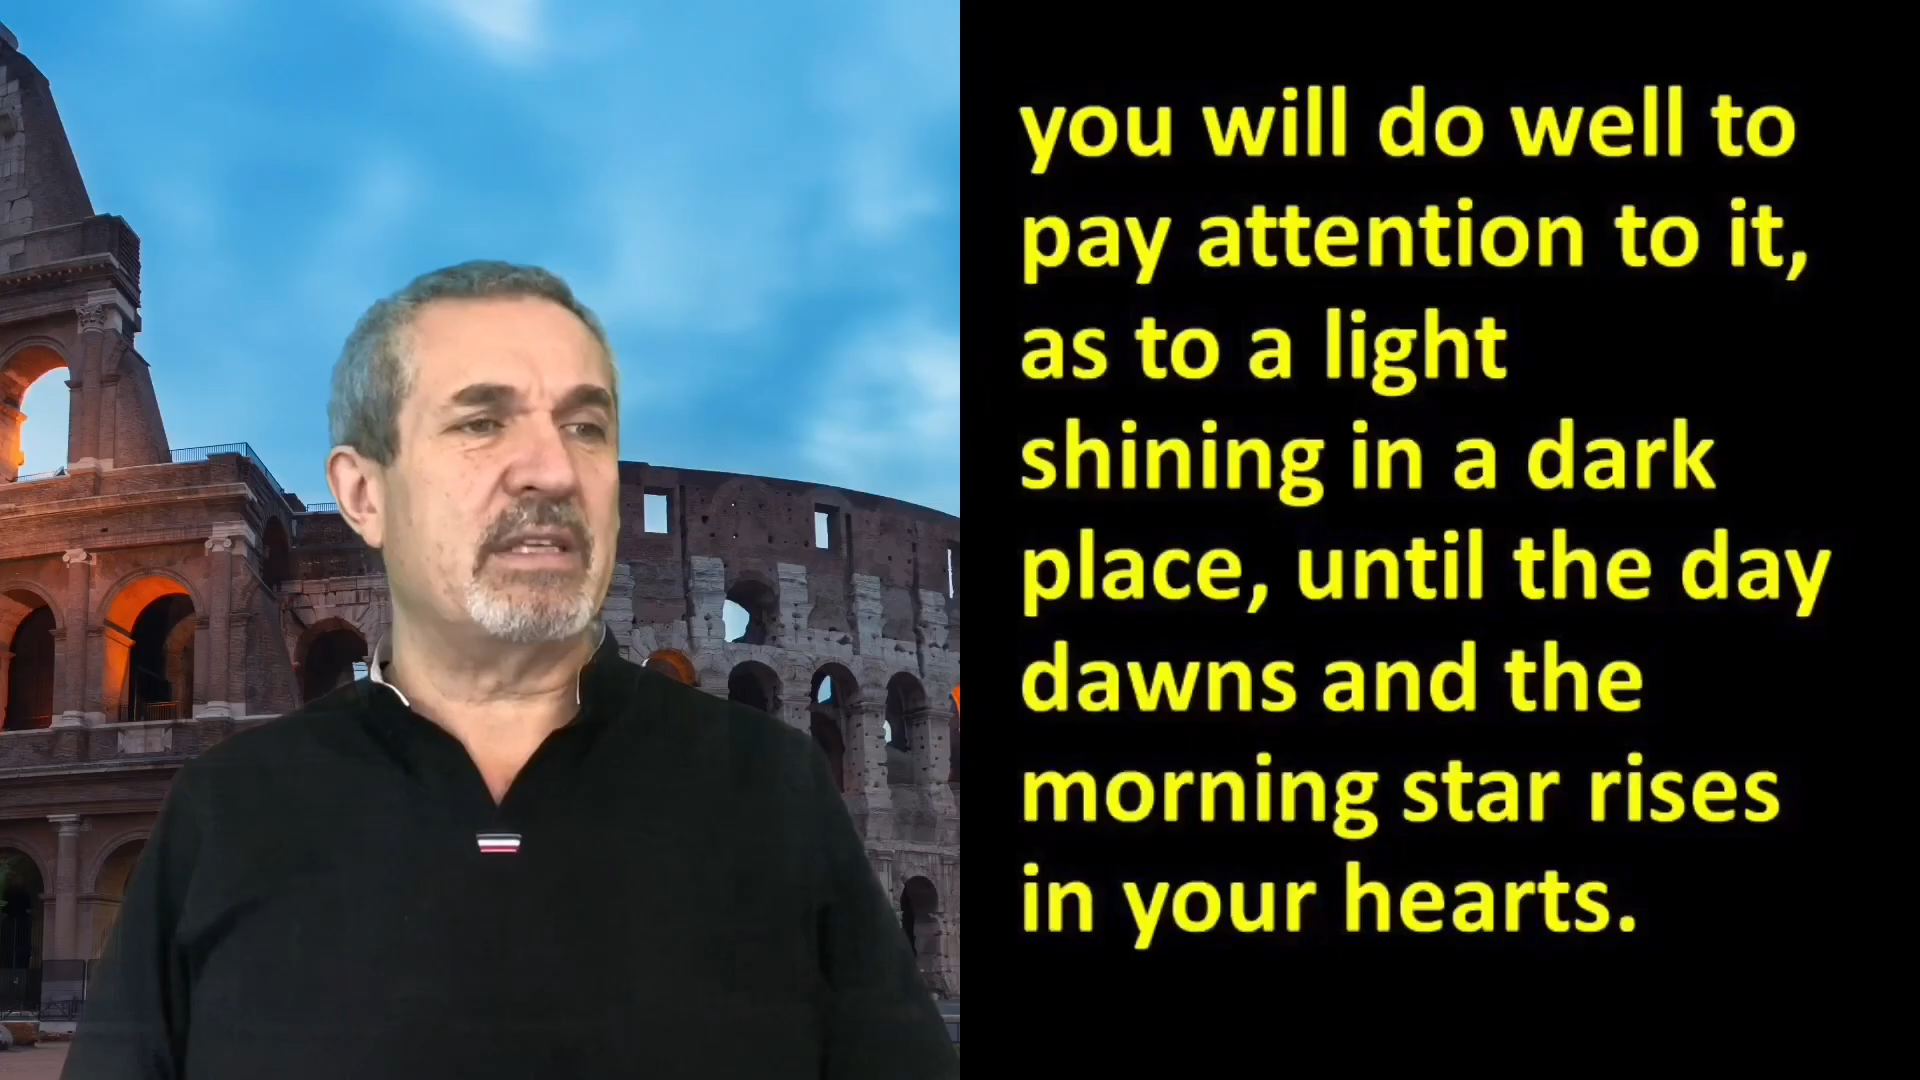 you will do well to
pay attention to it,
as to a light
shining in a dark
place, until the day
dawns and the
morning star rises
in your hearts.